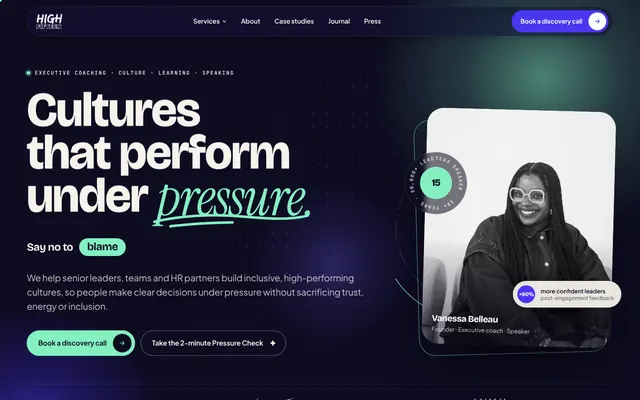 HIGH
FIFTEEN
Services
About
Case studies
Journal
Press
Book a discovery call
EXECUTIVE COACHING · CULTURE · LEARNING · SPEAKING
Cultures
that perform
under pressure.
Say no to blame
We help senior leaders, teams and HR partners build inclusive, high-performing
cultures, so people make clear decisions under pressure without sacrificing trust,
energy or inclusion.
Book a discovery call
Take the 2-minute Pressure Check
15
+90%
more confident leaders
post-engagement feedback
Vanessa Belleau
Founder · Executive coach · Speaker